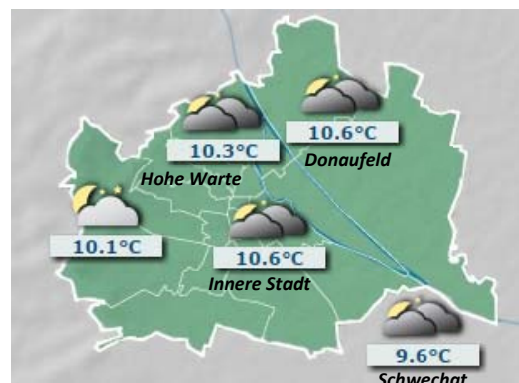 10.6°C
Donaufeld
10.3°C
Hohe Warte
10.1°C
10.6°C
Innere Stadt
9.6°C
Schwechat